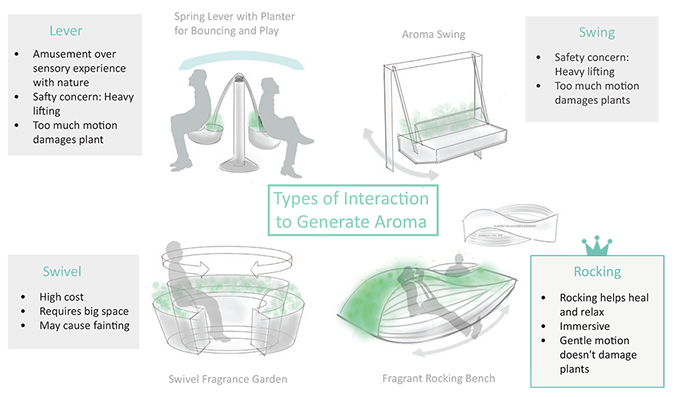 Lever
Amusement over
sensory experience
with nature
Safty concern: Heavy
lifting
Too much motion
damages plant
Spring Lever with Planter
for Bouncing and Play
Aroma Swing
Swing
Safety concern:
Heavy lifting
Too much motion
damages plants
Types of Interaction
to Generate Aroma
Swivel
High cost
Requires big space
May cause fainting
Swivel Fragrance Garden
Fragrant Rocking Bench
Rocking
Rocking helps heal
and relax
Immersive
Gentle motion
doesn't damage
plants